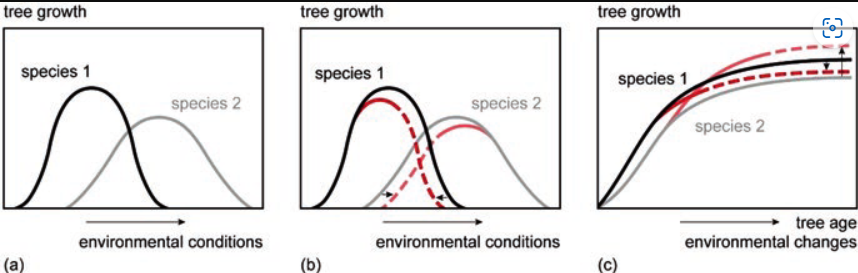 tree growth
species 1
species 2
environmental conditions
(a)
tree growth
species 1
species 2
environmental conditions
(b)
tree growth
species 1
species 2
tree age
environmental changes
(c)